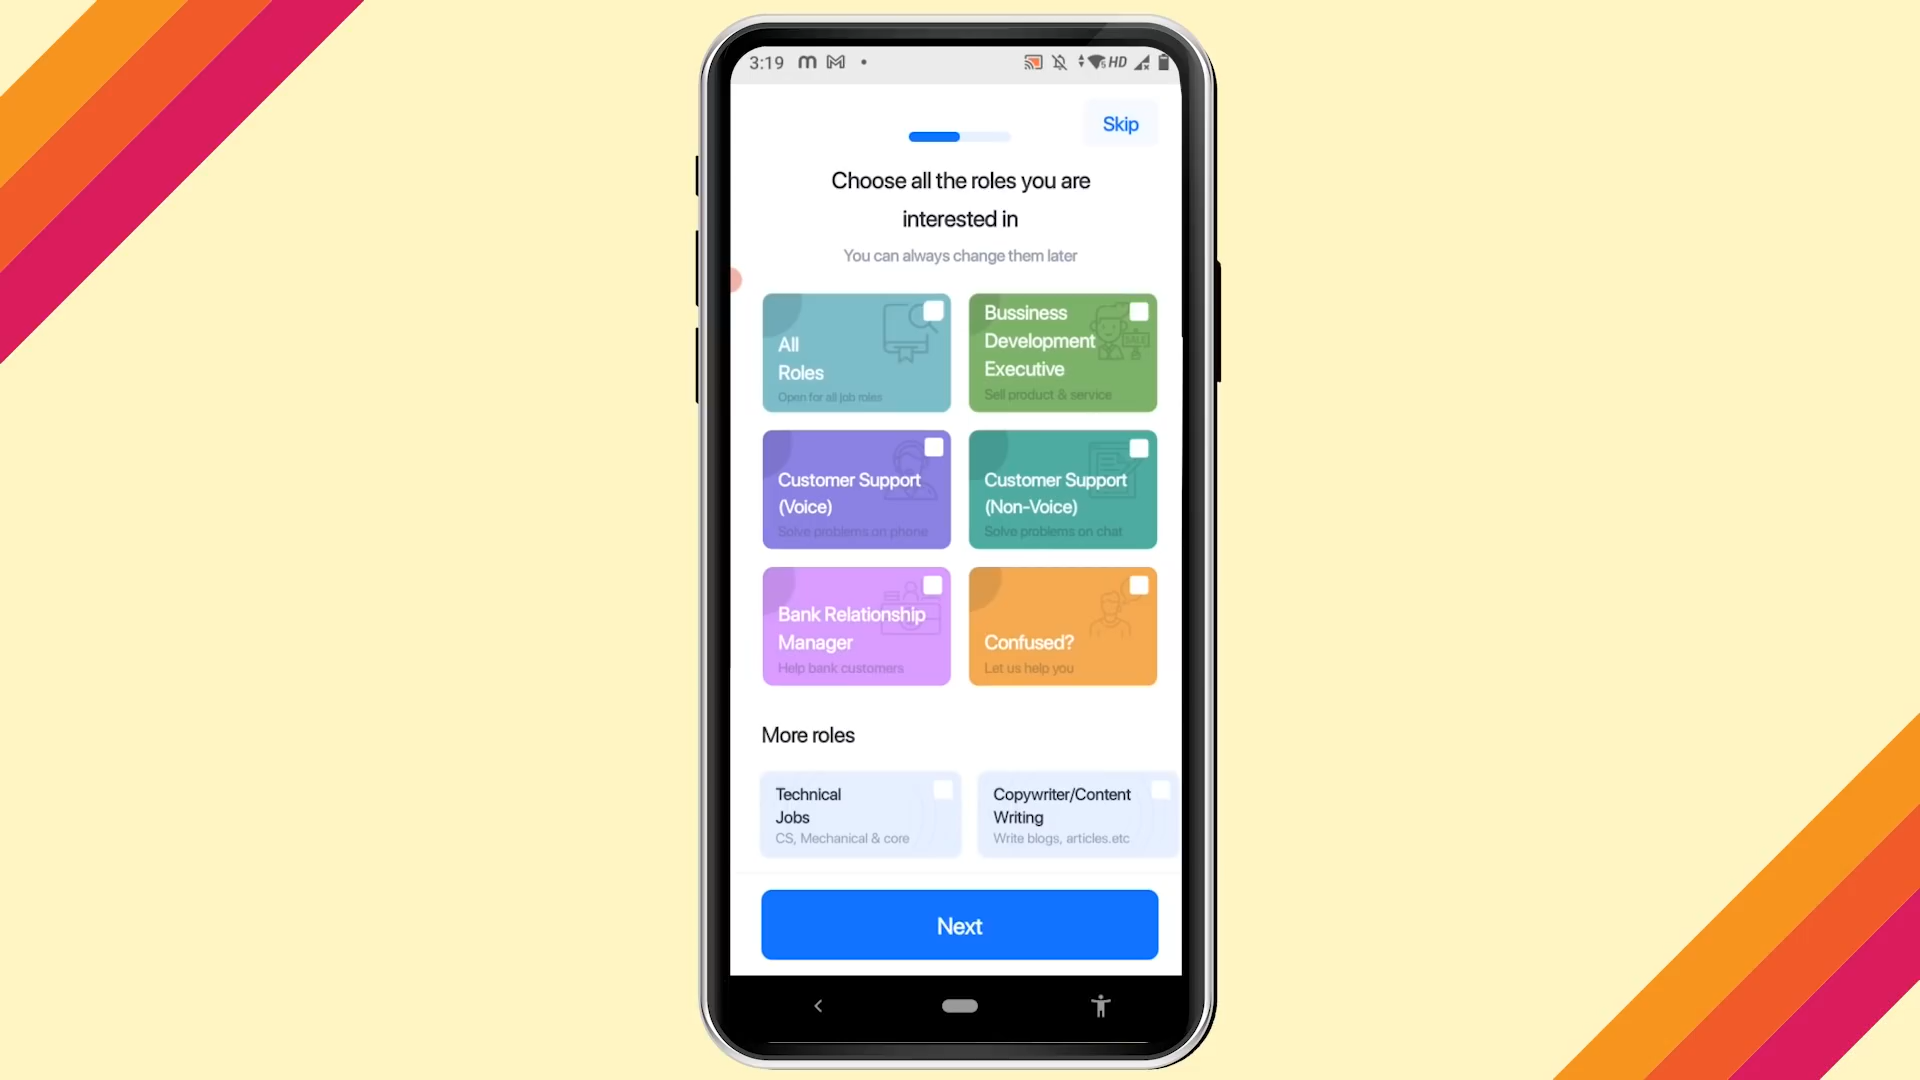 3:19 HD
Skip
Choose all the roles you are
interested in
You can always change them later
All
Roles
Open for all job roles
Bussiness
Development
Executive
Sell product & service
SALE
Customer Support
(Voice)
Solve problems on phone
Customer Support
(Non-Voice)
Solve problems on chat
Bank Relationship
Manager
Help bank customers
Confused?
Let us help you
More roles
Technical
Jobs
CS, Mechanical & core
Copywriter/Content
Writing
Write blogs, articles.etc
Next